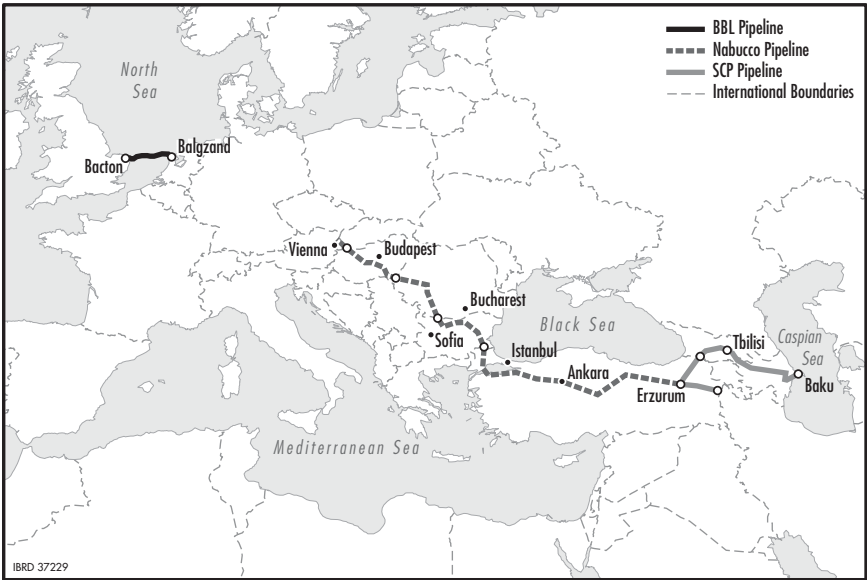 BBL Pipeline
Nabucco Pipeline
SCP Pipeline
International Boundaries
North
Sea
Balgzand
Bacton
Vienna
Budapest
Bucharest
Black Sea
Sofia
Istanbul
Tbilisi
Caspian
Sea
Ankara
Erzurum
Baku
Mediterranean Sea
IBRD 37229